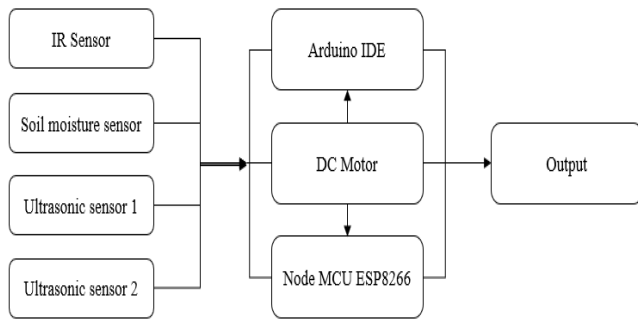 IR Sensor
Soil moisture sensor
Ultrasonic sensor 1
Ultrasonic sensor 2
Arduino IDE
DC Motor
Node MCU ESP8266
Output